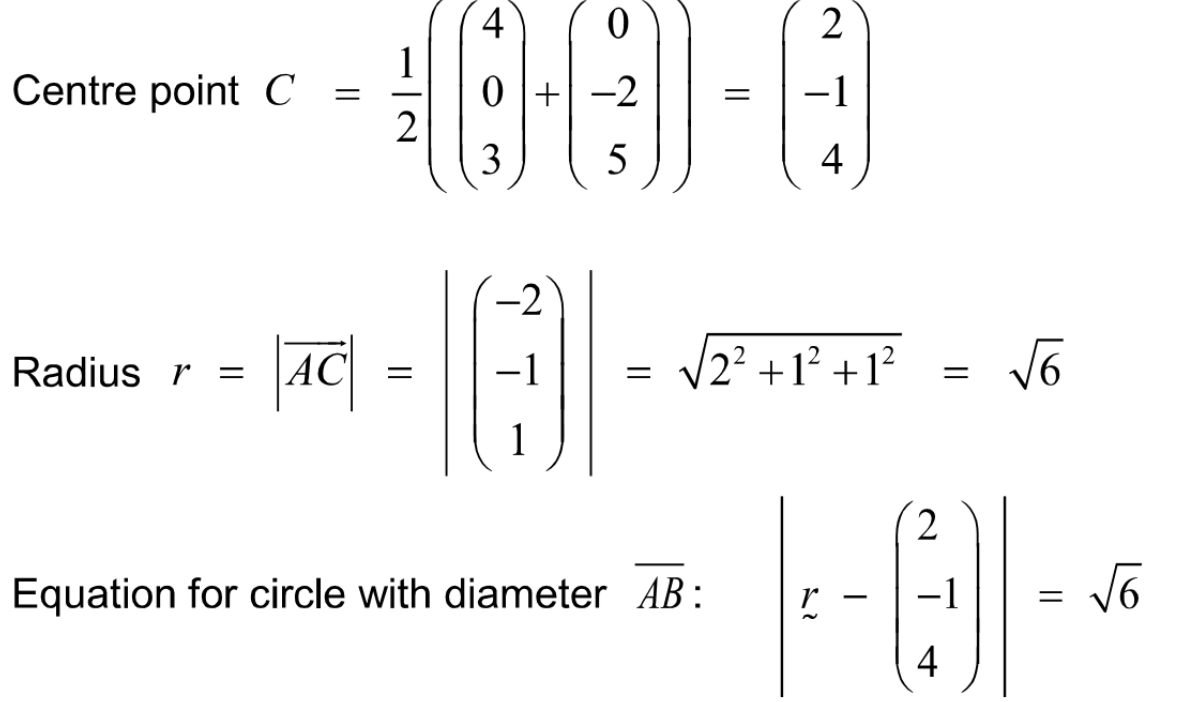 Centre point C = 1/2 ( (4, 0, 3) + (0, −2, 5) ) = (2, −1, 4)
Radius r = |AC| = |(−2, −1, 1)| = √(2² + 1² + 1²) = √6
Equation for circle with diameter AB : | r − (2, −1, 4) | = √6